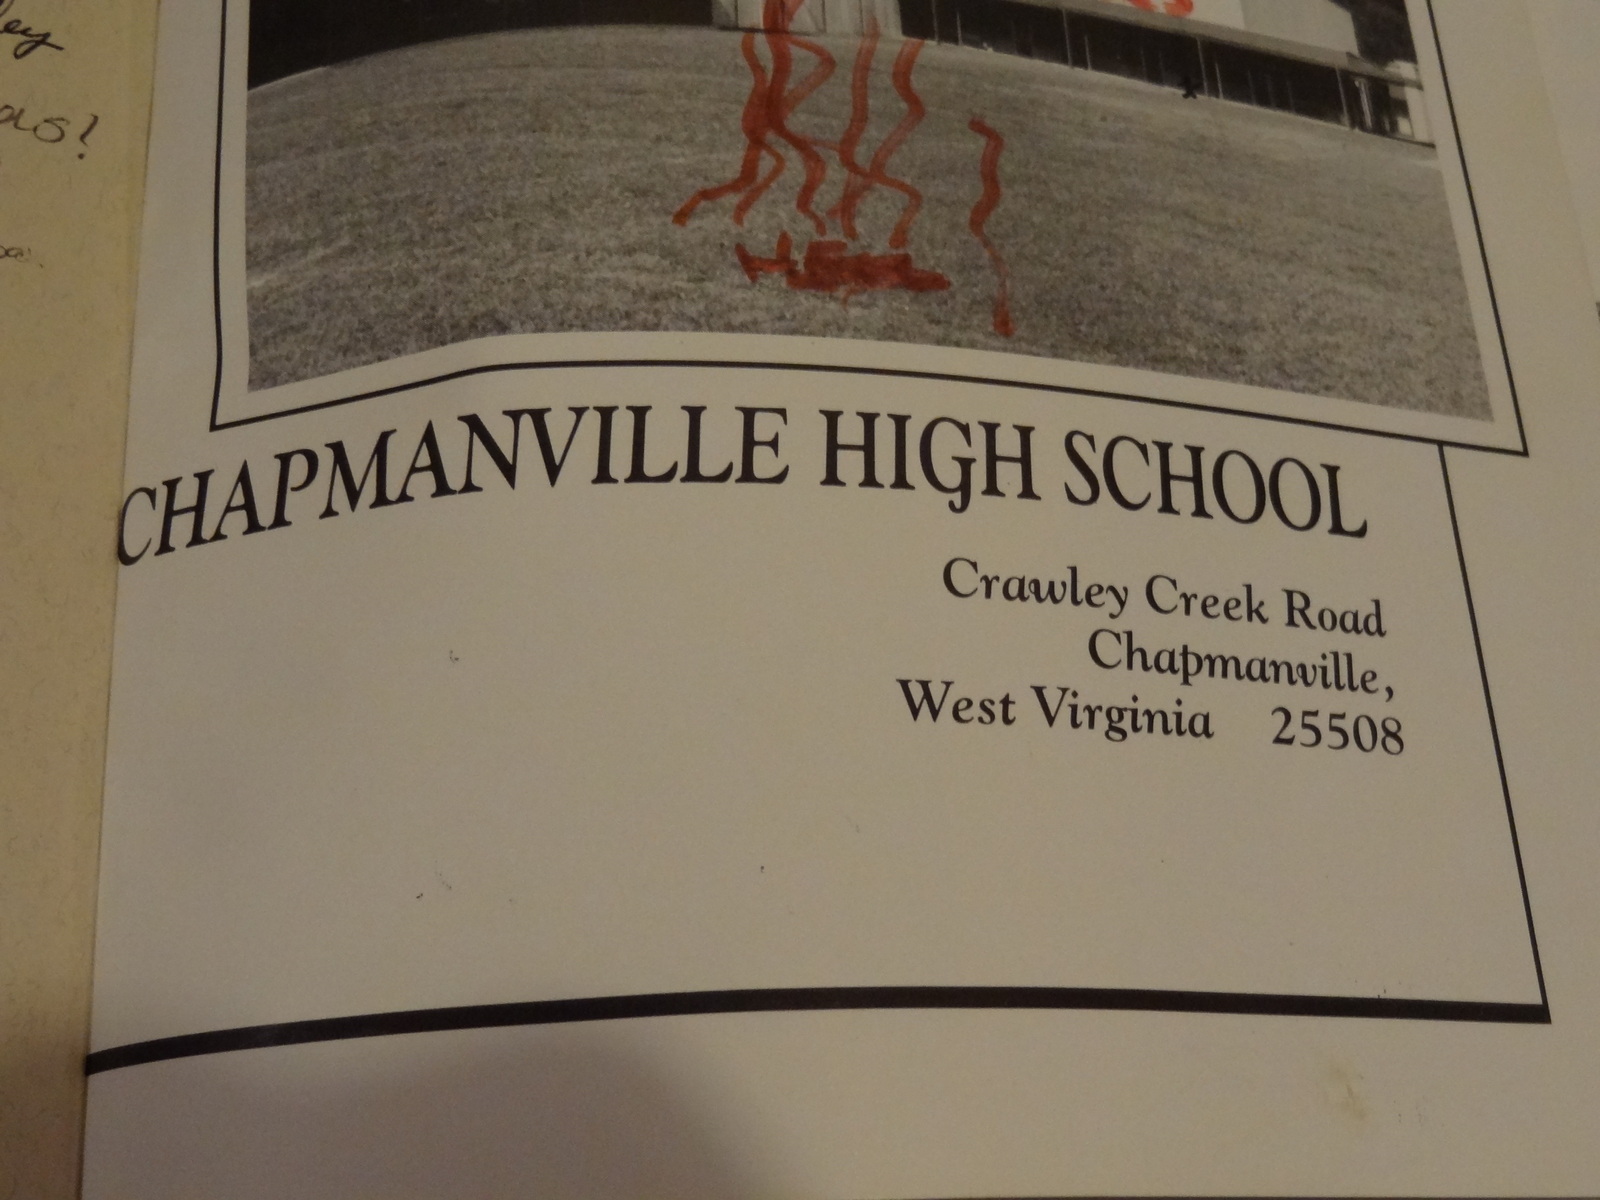 CHAPMANVILLE HIGH SCHOOL
Crawley Creek Road
Chapmanville,
West Virginia 25508